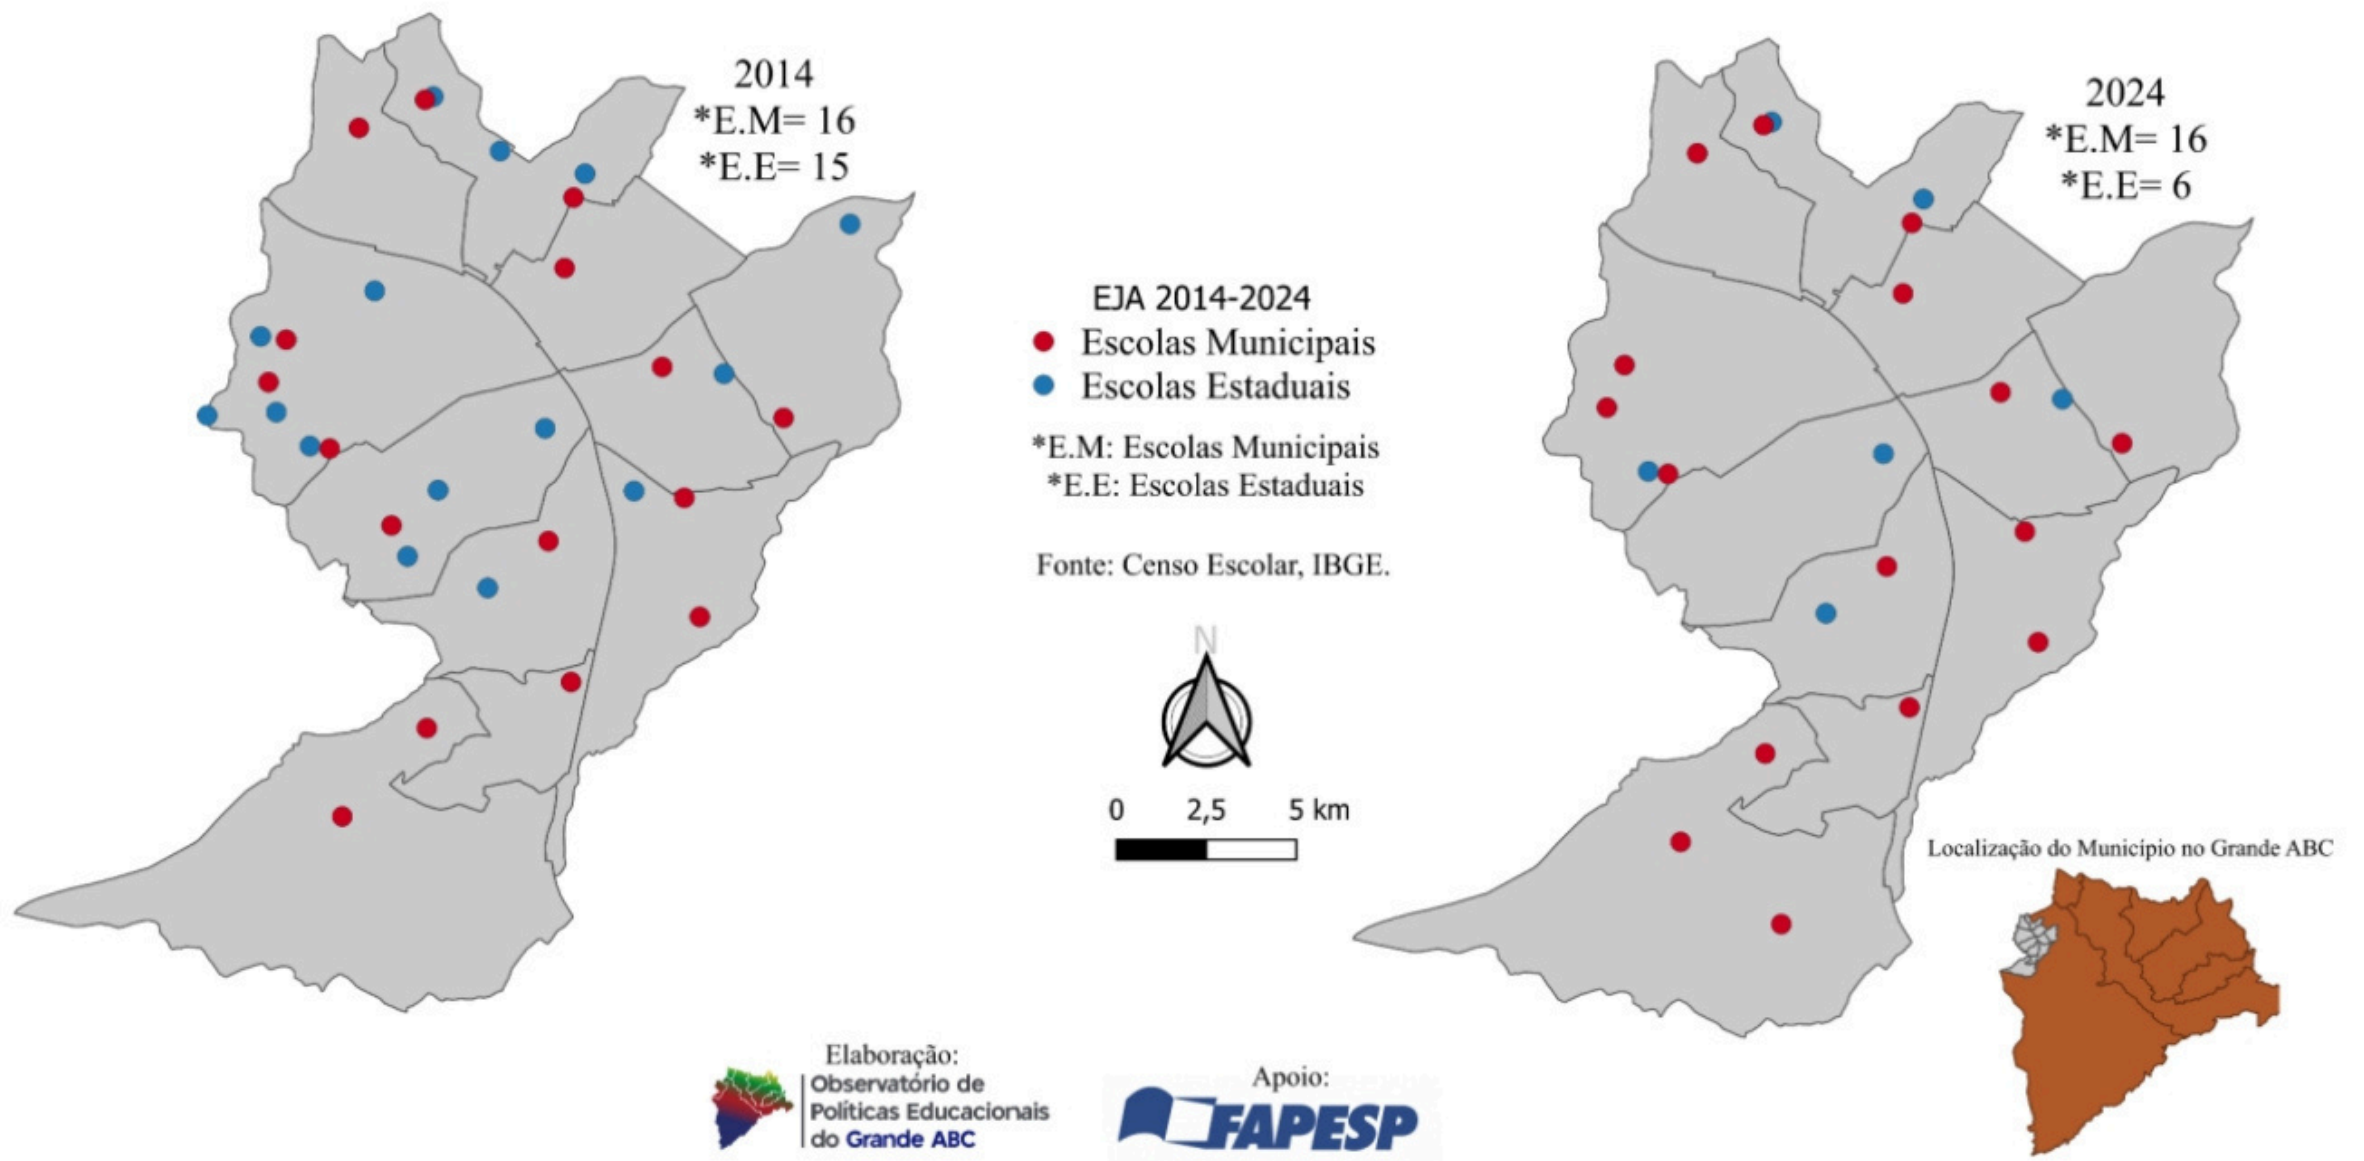 2014
*E.M= 16
*E.E= 15
2024
*E.M= 16
*E.E= 6
EJA 2014-2024
Escolas Municipais
Escolas Estaduais
*E.M: Escolas Municipais
*E.E: Escolas Estaduais
Fonte: Censo Escolar, IBGE.
N
0 2,5 5 km
Localização do Município no Grande ABC
Elaboração:
Observatório de
Políticas Educacionais
do Grande ABC
Apoio:
FAPESP